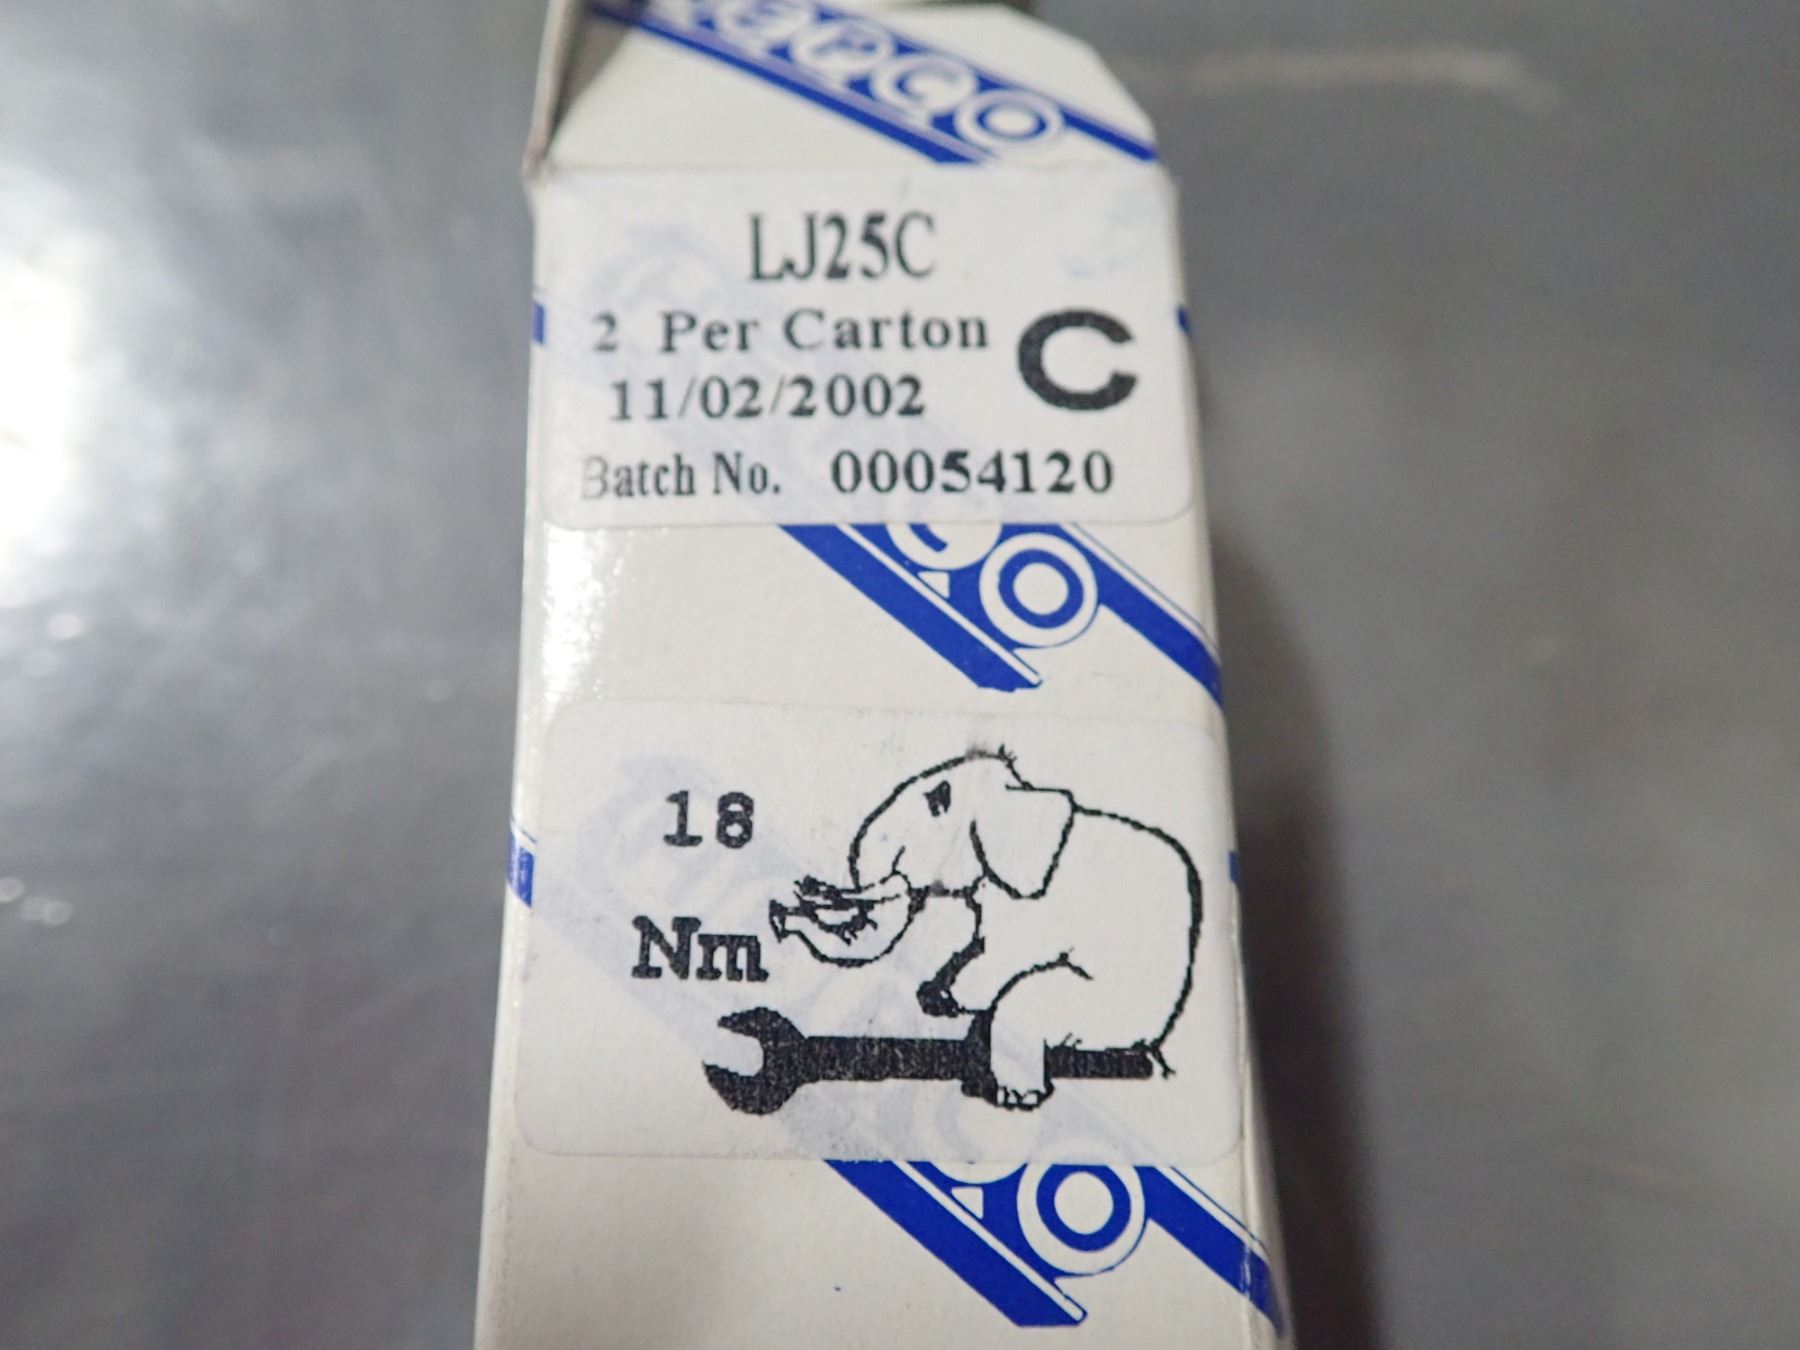 LJ25C
2 Per Carton
C
11/02/2002
Batch No. 00054120
18
Nm